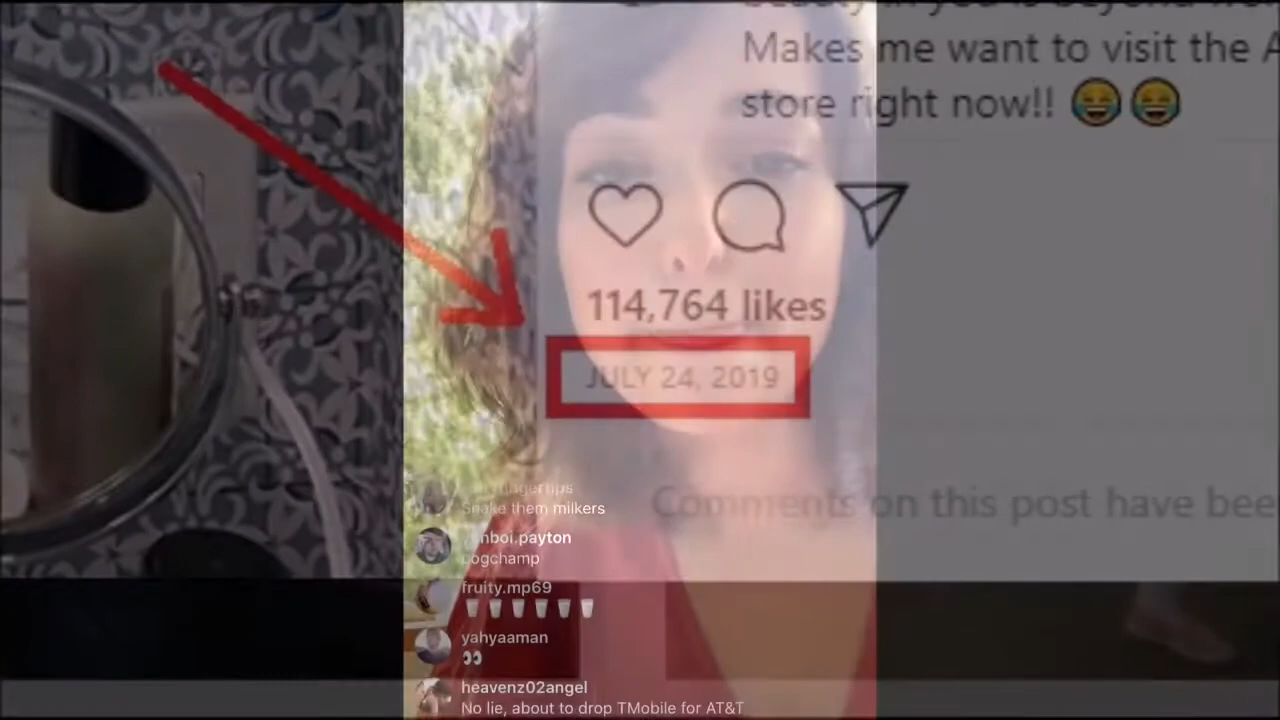 Makes me want to visit the A
store right now!! 😂😂
114,764 likes
JULY 24, 2019
Comments on this post have bee
Shake them milkers
pogchamp
fruity.mp69
🥛🥛🥛🥛🥛🥛
yahyaaman
👀
heavenz02angel
No lie, about to drop TMobile for AT&T